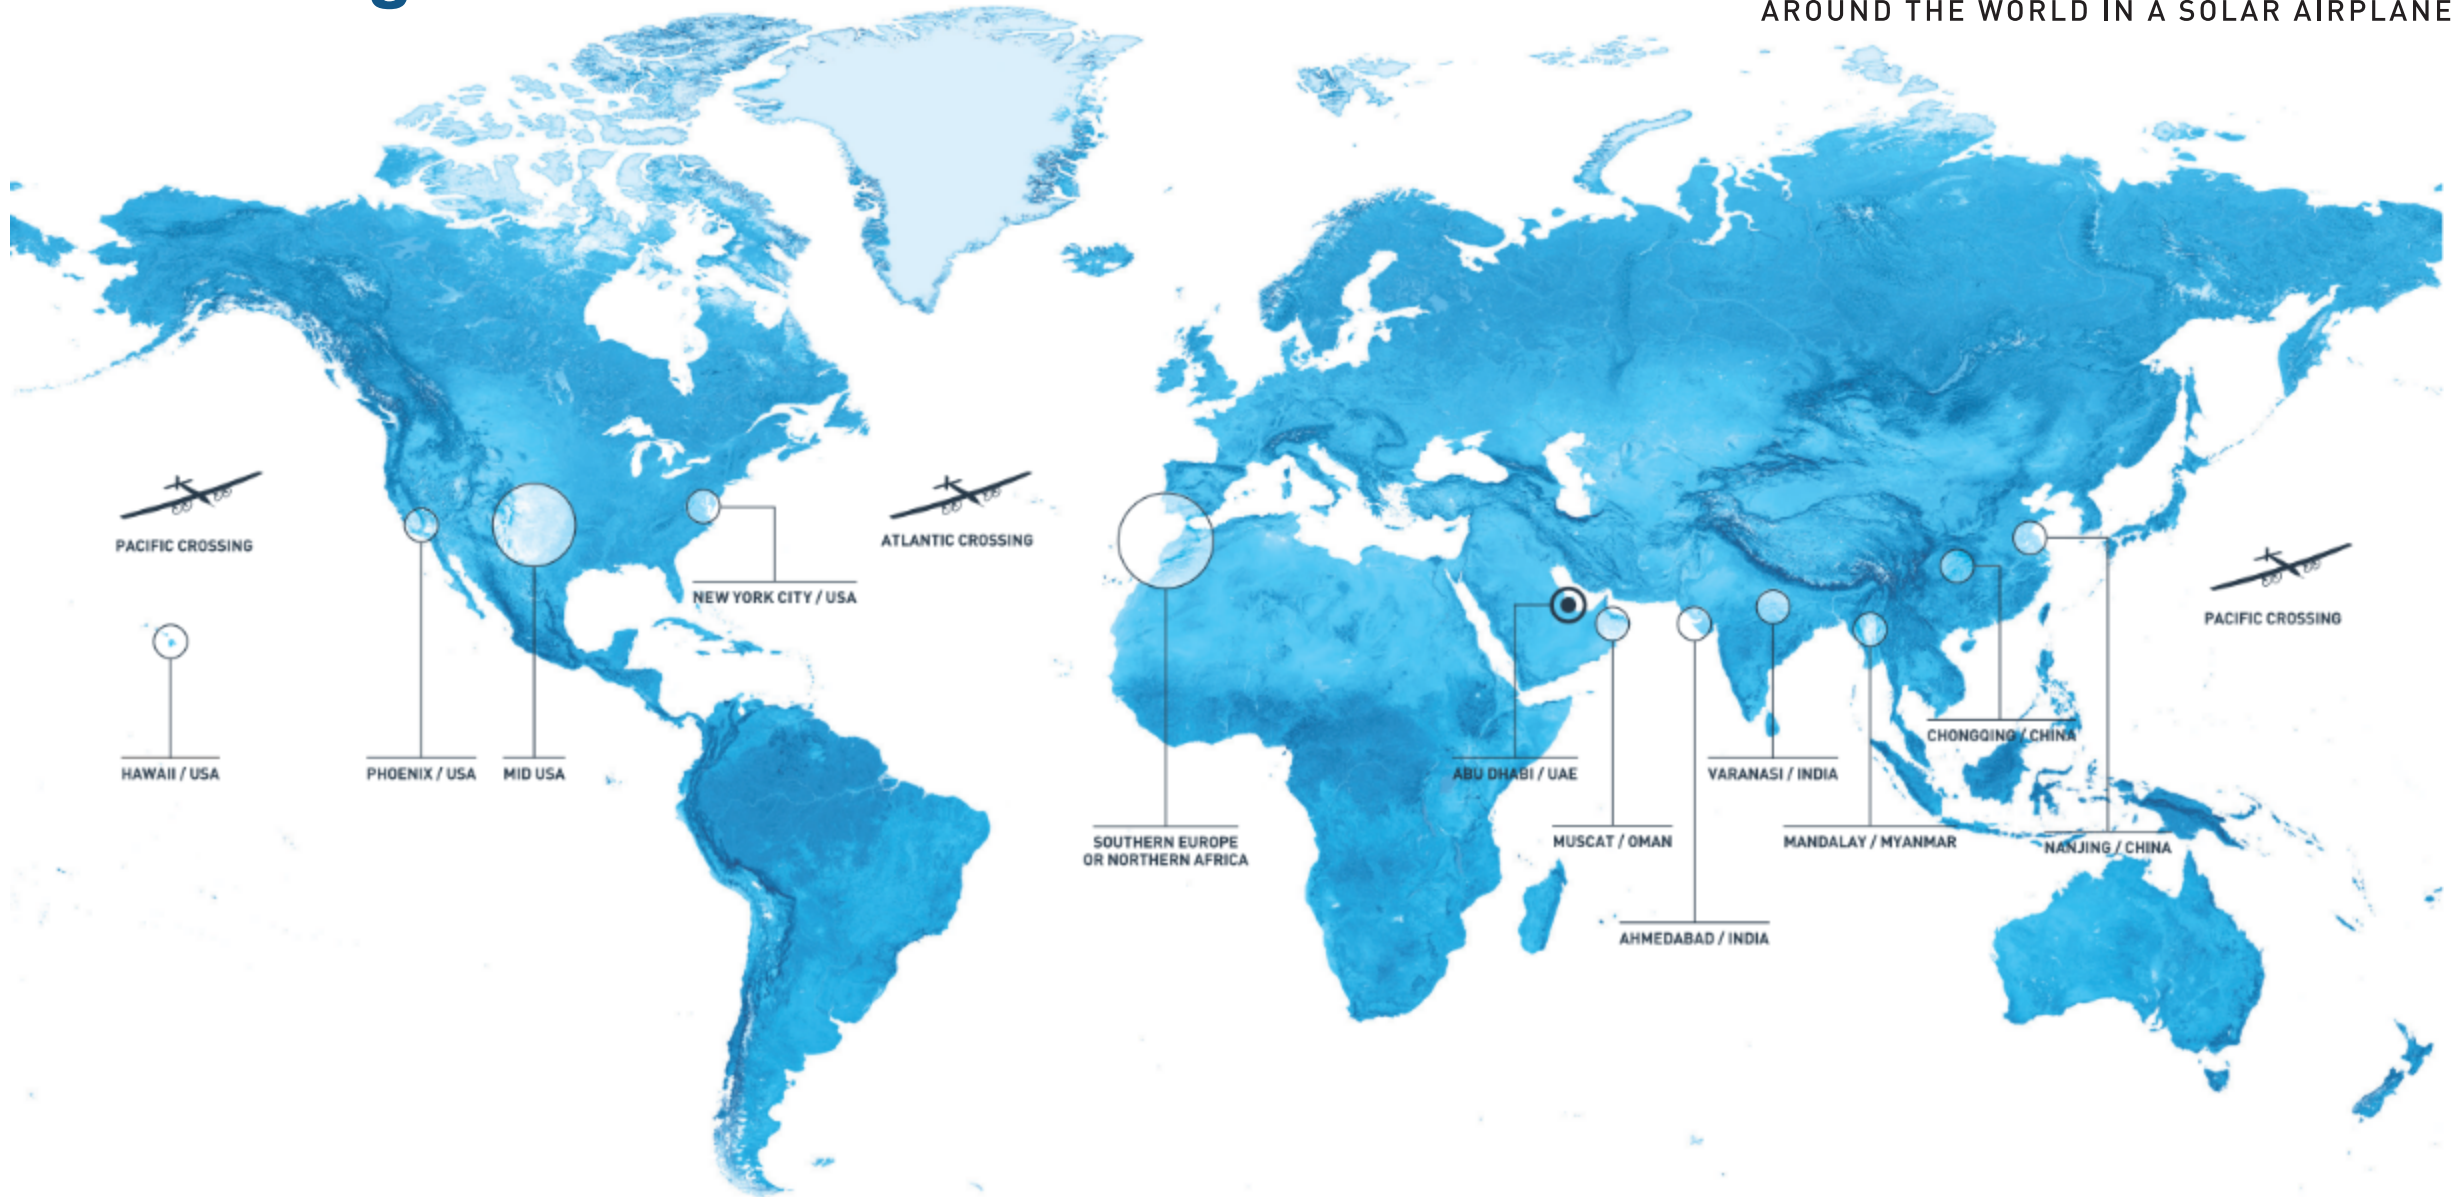 AROUND THE WORLD IN A SOLAR AIRPLANE
PACIFIC CROSSING
ATLANTIC CROSSING
NEW YORK CITY / USA
PACIFIC CROSSING
HAWAII / USA
PHOENIX / USA
MID USA
CHONGQING / CHINA
ABU DHABI / UAE
VARANASI / INDIA
SOUTHERN EUROPE
OR NORTHERN AFRICA
MUSCAT / OMAN
MANDALAY / MYANMAR
NANJING / CHINA
AHMEDABAD / INDIA